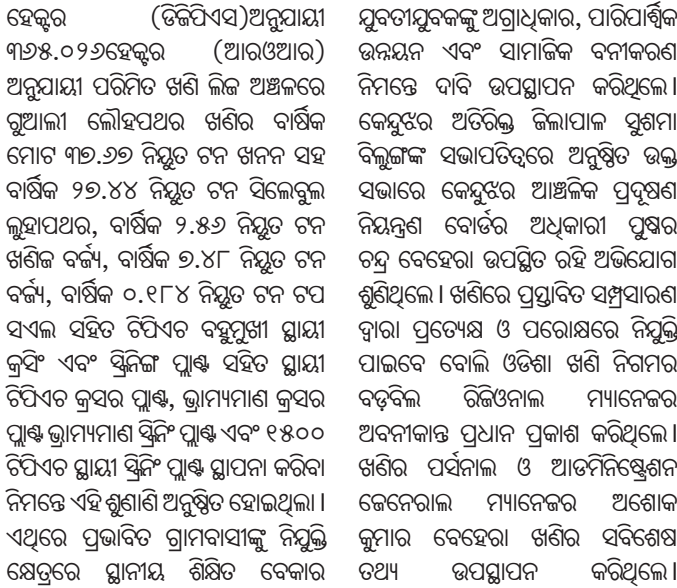 ହେକ୍ଟର (ଡିଜିପିଏସ)ଅନୁଯାୟୀ
୩୬୫.୦୨୬ହେକ୍ଟର (ଆରଓଆର)
ଅନୁଯାୟୀ ପରିମିତ ଖଣି ଲିଜ ଅଞ୍ଚଳରେ
ଗୁଆଲୀ ଲୌହପଥର ଖଣିର ବାର୍ଷିକ
ମୋଟ ୩୭.୬୭ ନିୟୁତ ଟନ ଖନନ ସହ
ବାର୍ଷିକ ୨୭.୪୪ ନିୟୁତ ଟନ ସିଲେବୁଲ
ଲୁହାପଥର, ବାର୍ଷିକ ୨.୫୬ ନିୟୁତ ଟନ
ଖଣିଜ ବର୍ଜ୍ୟ, ବାର୍ଷିକ ୭.୪୮ ନିୟୁତ ଟନ
ବର୍ଜ୍ୟ, ବାର୍ଷିକ ୦.୧୮୪ ନିୟୁତ ଟନ ଟପ
ସଏଲ ସହିତ ଟିପିଏଚ ବହୁମୁଖୀ ସ୍ଥାୟୀ
କ୍ରସିଂ ଏବଂ ସ୍କ୍ରିନିଙ୍ଗ ପ୍ଲାଣ୍ଟ ସହିତ ସ୍ଥାୟୀ
ଟିପିଏଚ କ୍ରସର ପ୍ଲାଣ୍ଟ, ଭ୍ରାମ୍ୟମାଣ କ୍ରସର
ପ୍ଲାଣ୍ଟ ଭ୍ରାମ୍ୟମାଣ ସ୍କ୍ରିନିଂ ପ୍ଲାଣ୍ଟ ଏବଂ ୧୫୦୦
ଟିପିଏଚ ସ୍ଥାୟୀ ସ୍କ୍ରିନିଂ ପ୍ଲାଣ୍ଟ ସ୍ଥାପନା କରିବା
ନିମନ୍ତେ ଏହି ଶୁଣାଣି ଅନୁଷ୍ଠିତ ହୋଇଥିଲା ।
ଏଥିରେ ପ୍ରଭାବିତ ଗ୍ରାମବାସୀଙ୍କୁ ନିଯୁକ୍ତି
କ୍ଷେତ୍ରରେ ସ୍ଥାନୀୟ ଶିକ୍ଷିତ ବେକାର
ଯୁବତୀଯୁବକଙ୍କୁ ଅଗ୍ରାଧିକାର, ପାରିପାର୍ଶ୍ୱିକ
ଉନ୍ନୟନ ଏବଂ ସାମାଜିକ ବନୀକରଣ
ନିମନ୍ତେ ଦାବି ଉପସ୍ଥାପନ କରିଥିଲେ ।
କେନ୍ଦୁଝର ଅତିରିକ୍ତ ଜିଲାପାଳ ସୁଶମା
ବିଲୁଙ୍ଗଙ୍କ ସଭାପତିତ୍ୱରେ ଅନୁଷ୍ଠିତ ଉକ୍ତ
ସଭାରେ କେନ୍ଦୁଝର ଆଞ୍ଚଳିକ ପ୍ରଦୂଷଣ
ନିୟନ୍ତ୍ରଣ ବୋର୍ଡର ଅଧିକାରୀ ପୁଷ୍କର
ଚନ୍ଦ୍ର ବେହେରା ଉପସ୍ଥିତ ରହି ଅଭିଯୋଗ
ଶୁଣିଥିଲେ । ଖଣିରେ ପ୍ରସ୍ତାବିତ ସମ୍ପ୍ରସାରଣ
ଦ୍ୱାରା ପ୍ରତ୍ୟେକ୍ଷ ଓ ପରୋକ୍ଷରେ ନିଯୁକ୍ତି
ପାଇବେ ବୋଲି ଓଡିଶା ଖଣି ନିଗମର
ବଡ଼ବିଲ ରିଜିଓନାଲ ମ୍ୟାନେଜର
ଅବନୀକାନ୍ତ ପ୍ରଧାନ ପ୍ରକାଶ କରିଥିଲେ ।
ଖଣିର ପର୍ସନାଲ ଓ ଆଡମିନିଷ୍ଟ୍ରେଶନ
ଜେନେରାଲ ମ୍ୟାନେଜର ଅଶୋକ
କୁମାର ବେହେରା ଖଣିର ସବିଶେଷ
ତଥ୍ୟ ଉପସ୍ଥାପନ କରିଥିଲେ ।